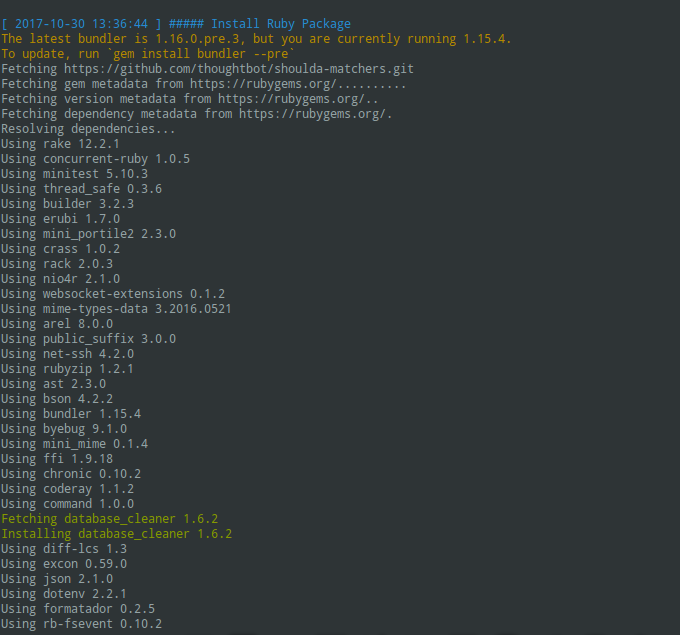 [ 2017-10-30 13:36:44 ] ##### Install Ruby Package
The latest bundler is 1.16.0.pre.3, but you are currently running 1.15.4.
To update, run `gem install bundler --pre`
Fetching https://github.com/thoughtbot/shoulda-matchers.git
Fetching gem metadata from https://rubygems.org/..........
Fetching version metadata from https://rubygems.org/..
Fetching dependency metadata from https://rubygems.org/.
Resolving dependencies...
Using rake 12.2.1
Using concurrent-ruby 1.0.5
Using minitest 5.10.3
Using thread_safe 0.3.6
Using builder 3.2.3
Using erubi 1.7.0
Using mini_portile2 2.3.0
Using crass 1.0.2
Using rack 2.0.3
Using nio4r 2.1.0
Using websocket-extensions 0.1.2
Using mime-types-data 3.2016.0521
Using arel 8.0.0
Using public_suffix 3.0.0
Using net-ssh 4.2.0
Using rubyzip 1.2.1
Using ast 2.3.0
Using bson 4.2.2
Using bundler 1.15.4
Using byebug 9.1.0
Using mini_mime 0.1.4
Using ffi 1.9.18
Using chronic 0.10.2
Using coderay 1.1.2
Using command 1.0.0
Fetching database_cleaner 1.6.2
Installing database_cleaner 1.6.2
Using diff-lcs 1.3
Using excon 0.59.0
Using json 2.1.0
Using dotenv 2.2.1
Using formatador 0.2.5
Using rb-fsevent 0.10.2